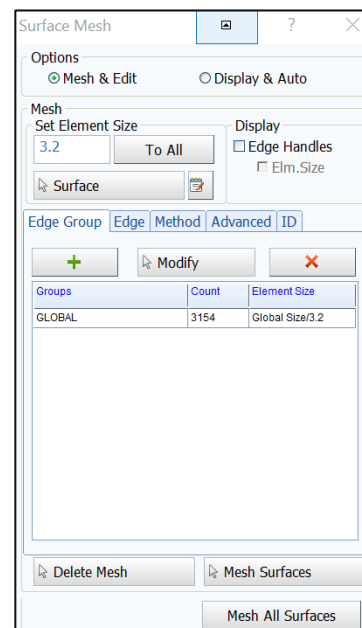 Surface Mesh ?
Options
Mesh & Edit Display & Auto
Mesh
Set Element Size Display
3.2 To All Edge Handles
Elm.Size
Surface
Edge Group Edge Method Advanced ID
Modify
Groups Count Element Size
GLOBAL 3154 Global Size/3.2
Delete Mesh Mesh Surfaces
Mesh All Surfaces